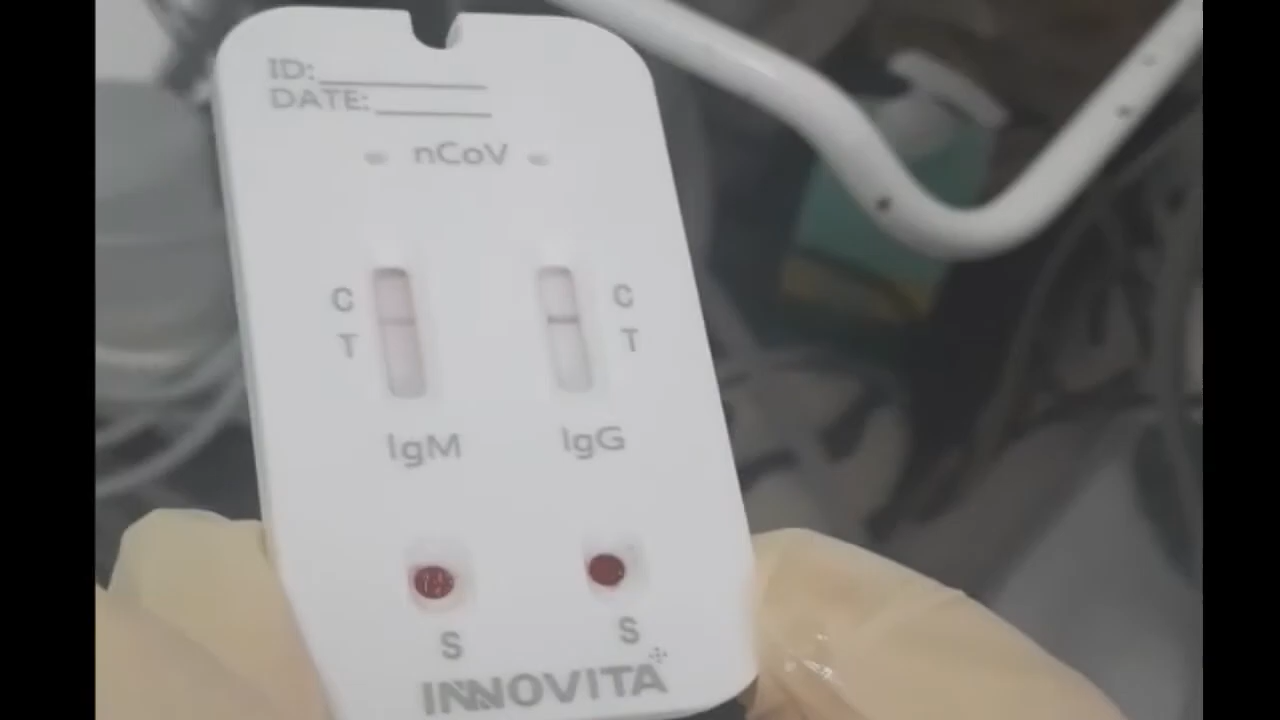 ID:
DATE:
nCoV
C C
T T
IgM IgG
S S
INNOVITA